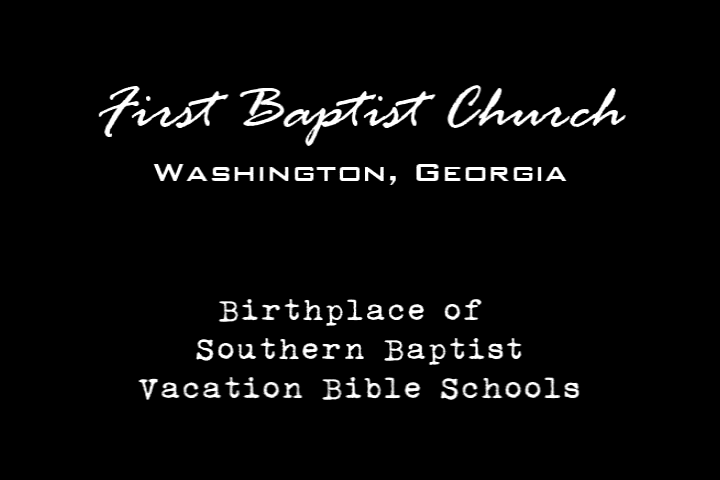 First Baptist Church
Washington, Georgia
Birthplace of
Southern Baptist
Vacation Bible Schools